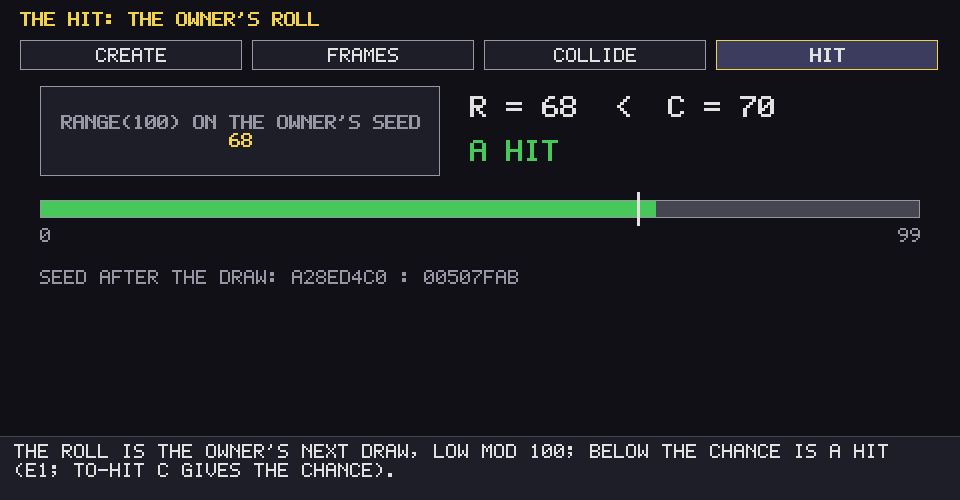 THE HIT: THE OWNER'S ROLL
CREATE FRAMES COLLIDE HIT
RANGE(100) ON THE OWNER'S SEED
68
R = 68 < C = 70
A HIT
0 99
SEED AFTER THE DRAW: A28ED4C0 : 00507FAB
THE ROLL IS THE OWNER'S NEXT DRAW, LOW MOD 100; BELOW THE CHANCE IS A HIT
(E1; TO-HIT C GIVES THE CHANCE).